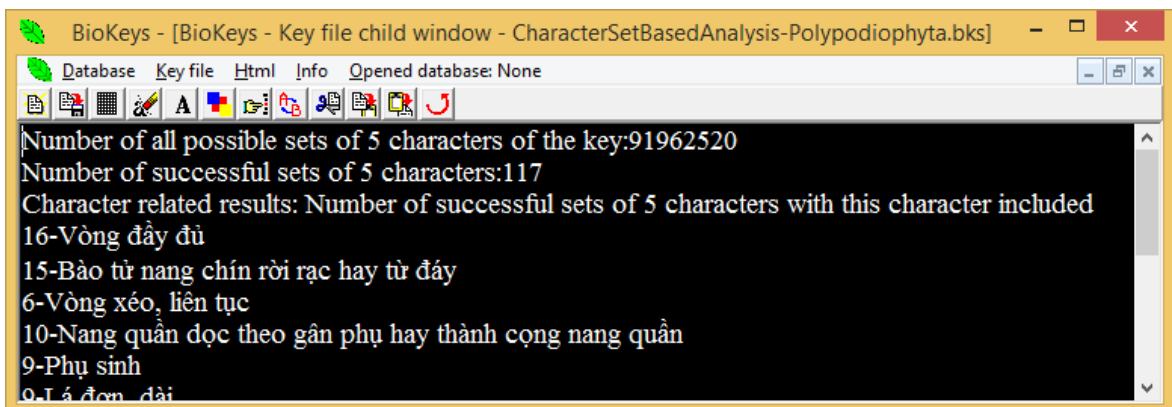 BioKeys - [BioKeys - Key file child window - CharacterSetBasedAnalysis-Polypodiophyta.bks]
Database Key file Html Info Opened database: None
Number of all possible sets of 5 characters of the key:91962520
Number of successful sets of 5 characters:117
Character related results: Number of successful sets of 5 characters with this character included
16-Vòng đầy đủ
15-Bào tử nang chín rời rạc hay từ đáy
6-Vòng xéo, liên tục
10-Nang quần dọc theo gân phụ hay thành cọng nang quần
9-Phụ sinh
9-Lá đơn, dài